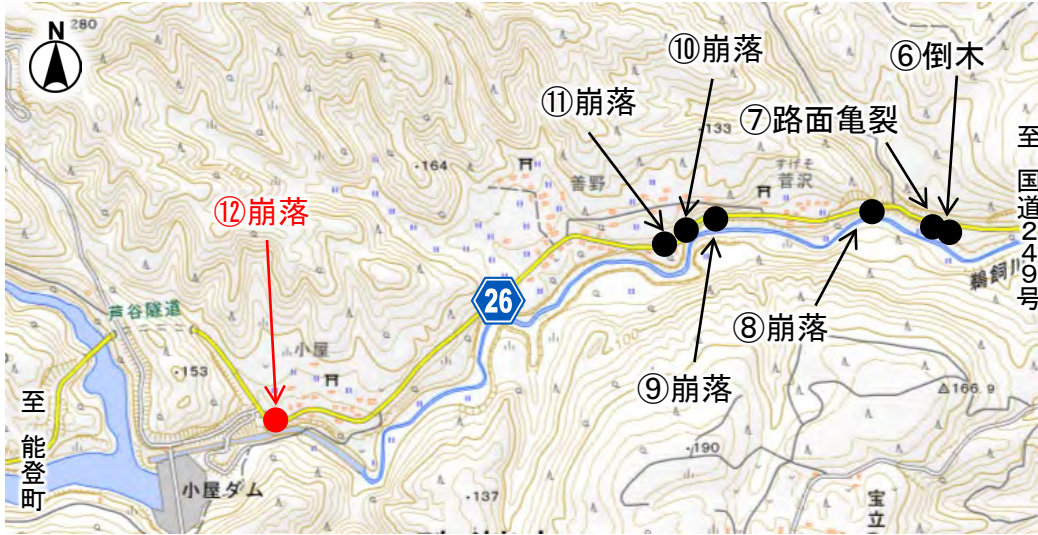 N
280
⑩崩落
⑥倒木
⑪崩落
⑦路面亀裂
・133
すげそ
菅沢
・164
善野
至 国道249号
⑫崩落
鵜飼川
26
芦谷隧道
⑧崩落
小屋
・153
⑨崩落
△166.9
至 能登町
・190
小屋ダム
・137
宝立